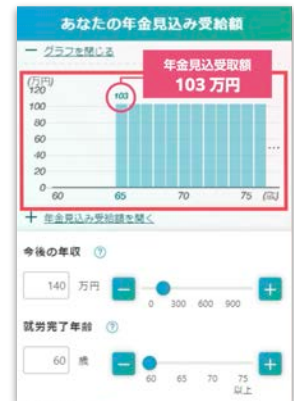 あなたの年金見込み受給額
ー グラフを閉じる
年金見込受取額
103 万円
(万円)
120
103
100
80
60
40
20
0
60 65 70 75 (歳)
...
+ 年金見込み受給額を開く
今後の年収 ?
140 万円 − +
0 300 600 900
就労完了年齢 ?
60 歳 − +
60 65 70 75
以上